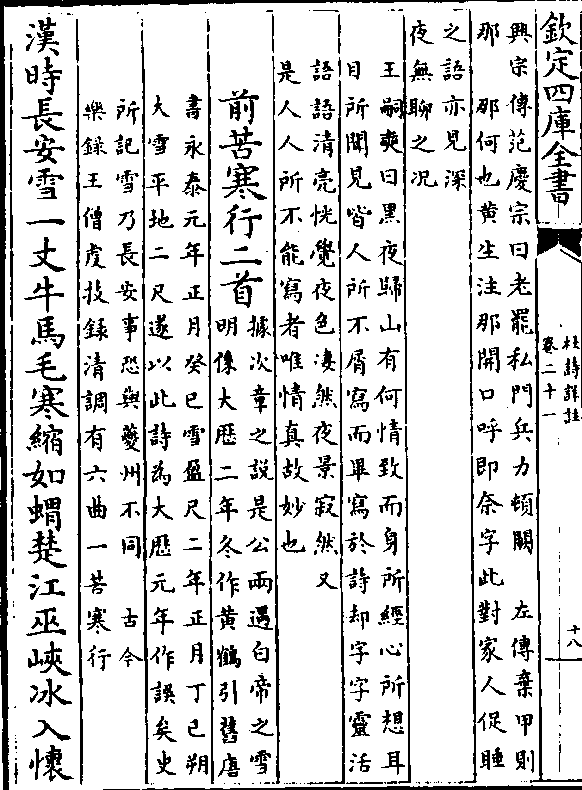 欽定四庫全書
杜詩詳註
卷二十一
十八
興宗傳范慶宗曰老罷私門兵力頓闕　左傳棄甲則
那　那何也黄生注那開口呼即奈字此對家人促睡
之語亦見深
夜無聊之况
王嗣奭曰黑夜歸山有何情致而身所經心所想耳
目所聞見皆人所不屑寫而畢寫於詩却字字靈活
語語清亮恍覺夜色凄然夜景寂然又
是人人所不能寫者唯情真故妙也
前苦寒行二首
據次章之説是公兩遇白帝之雪
明係大厯二年冬作黄鶴引舊唐
書永泰元年正月癸巳雪盈尺二年正月丁巳朔
大雪平地二尺遂以此詩為大厯元年作誤矣史
所記雪乃長安事恐與夔州不同　古今
樂録王僧虔技録清調有六曲一苦寒行
漢時長安雪一丈牛馬毛寒縮如蝟楚江巫峽冰入懷